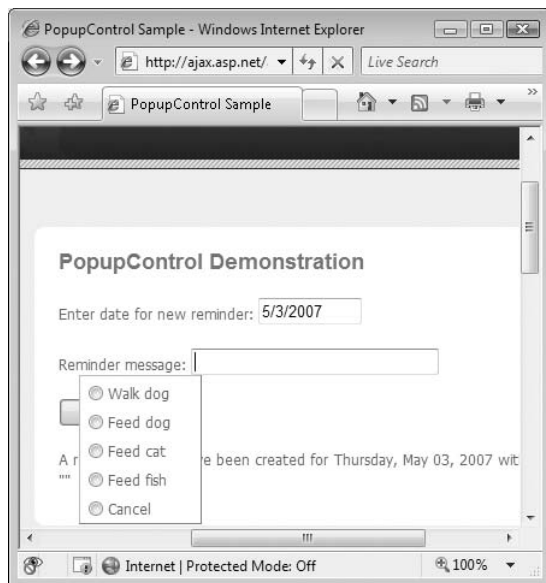 PopupControl Sample - Windows Internet Explorer
http://ajax.asp.net/
Live Search
PopupControl Sample
PopupControl Demonstration
Enter date for new reminder: 5/3/2007
Reminder message:
Walk dog
Feed dog
Feed cat
Feed fish
Cancel
A r
been created for Thursday, May 03, 2007 wit
""
Internet | Protected Mode: Off
100%